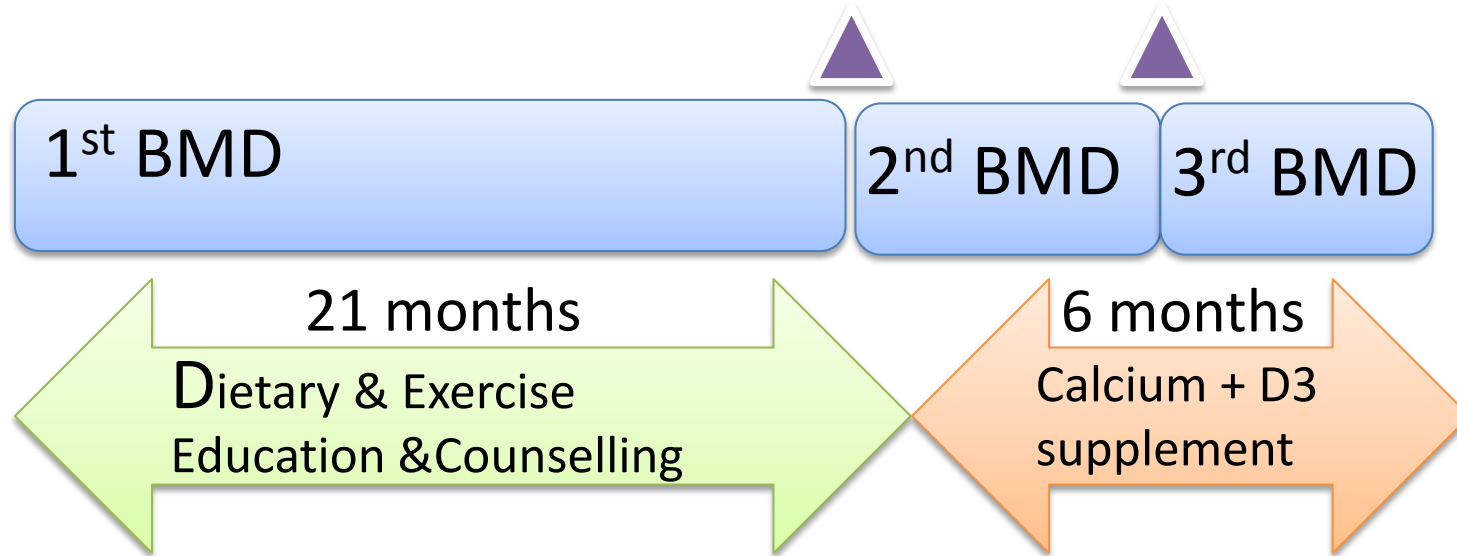 1st BMD
2nd BMD
3rd BMD
21 months
Dietary & Exercise
Education &Counselling
6 months
Calcium + D3
supplement